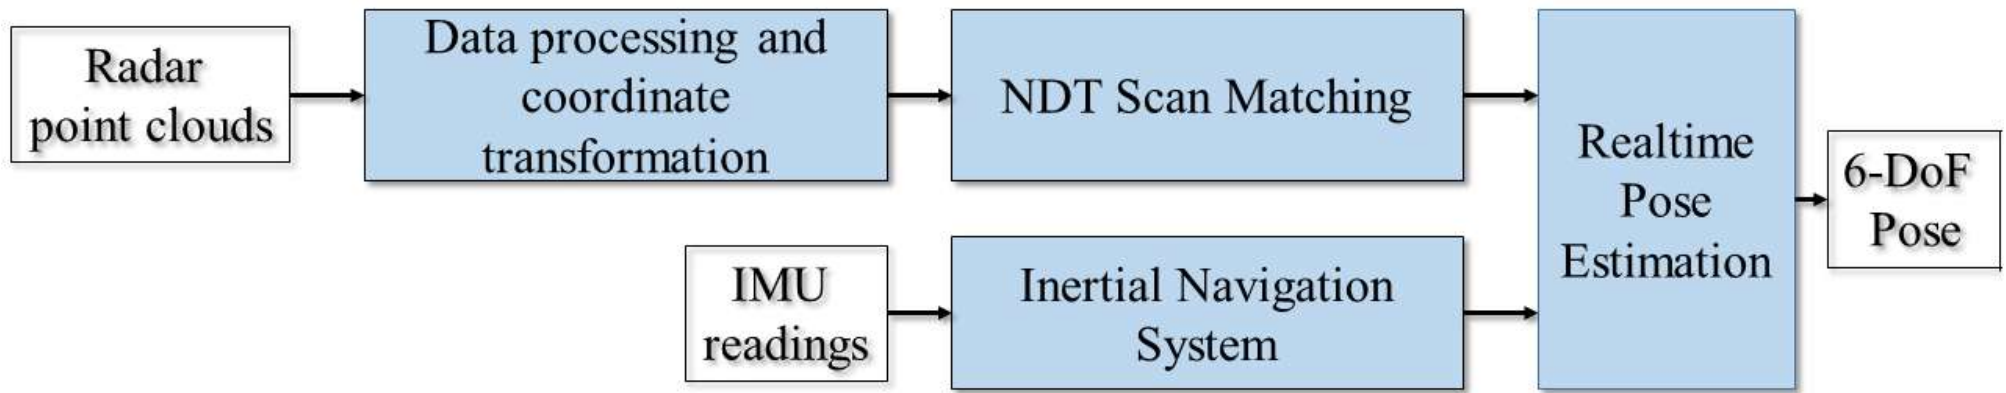 Radar
point clouds
Data processing and
coordinate
transformation
NDT Scan Matching
IMU
readings
Inertial Navigation
System
Realtime
Pose
Estimation
6-DoF
Pose